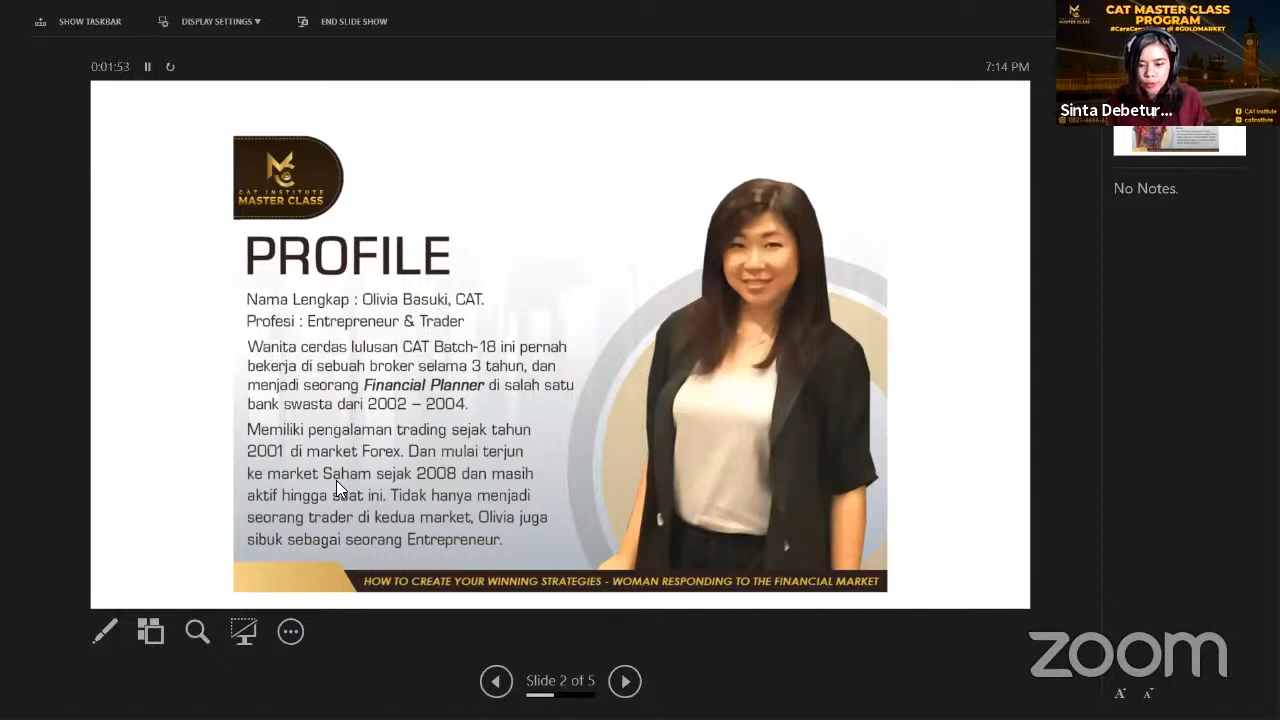 SHOW TASKBAR
DISPLAY SETTINGS
END SLIDE SHOW
CAT MASTER CLASS
PROGRAM
Sinta Debetur...
CAT Institute
catinstitute
0:01:53
7:14 PM
No Notes.
MC
CAT INSTITUTE
MASTER CLASS
PROFILE
Nama Lengkap : Olivia Basuki, CAT.
Profesi : Entrepreneur & Trader
Wanita cerdas lulusan CAT Batch-18 ini pernah
bekerja di sebuah broker selama 3 tahun, dan
menjadi seorang Financial Planner di salah satu
bank swasta dari 2002 – 2004.
Memiliki pengalaman trading sejak tahun
2001 di market Forex. Dan mulai terjun
ke market Saham sejak 2008 dan masih
aktif hingga saat ini. Tidak hanya menjadi
seorang trader di kedua market, Olivia juga
sibuk sebagai seorang Entrepreneur.
HOW TO CREATE YOUR WINNING STRATEGIES - WOMAN RESPONDING TO THE FINANCIAL MARKET
Slide 2 of 5
zoom
A A